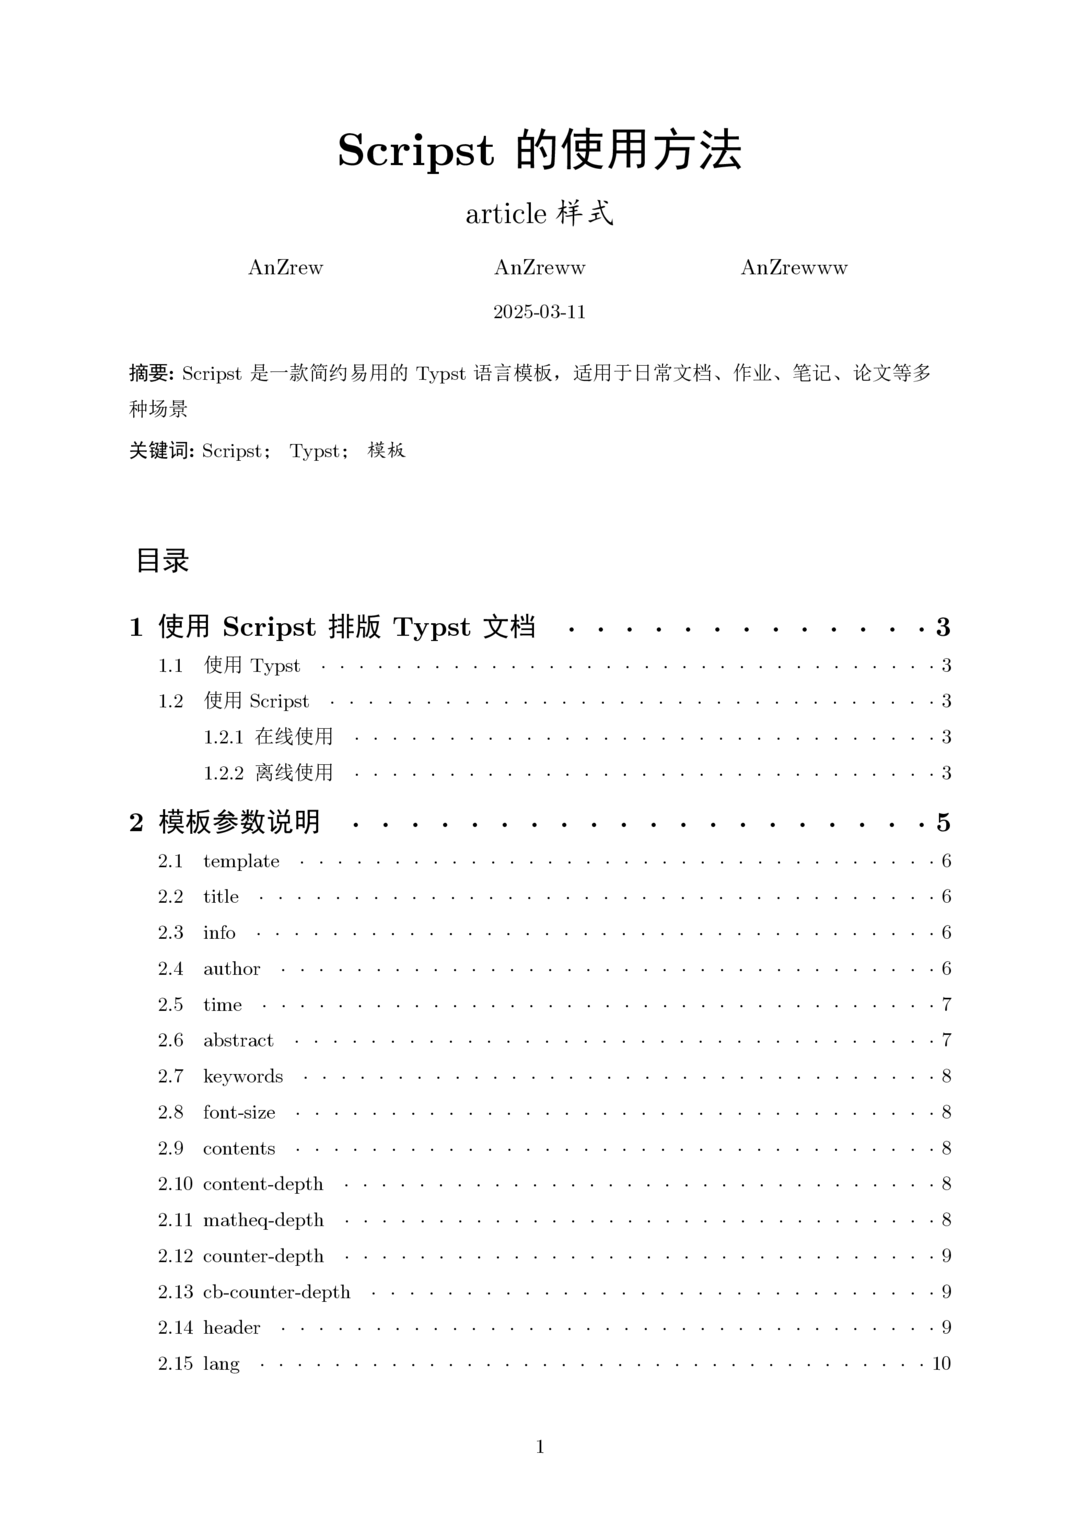 Scripst 的使用方法
article 样式
AnZrew AnZreww AnZrewww
2025-03-11
摘要: Scripst 是一款简约易用的 Typst 语言模板，适用于日常文档、作业、笔记、论文等多
种场景
关键词: Scripst； Typst； 模板
目录
1 使用 Scripst 排版 Typst 文档 . . . . . . . . . . . . . 3
1.1 使用 Typst . . . . . . . . . . . . . . . . . . . . . . . . . . . . . . . . . 3
1.2 使用 Scripst . . . . . . . . . . . . . . . . . . . . . . . . . . . . . . . . 3
1.2.1 在线使用 . . . . . . . . . . . . . . . . . . . . . . . . . . . . . . . 3
1.2.2 离线使用 . . . . . . . . . . . . . . . . . . . . . . . . . . . . . . . 3
2 模板参数说明 . . . . . . . . . . . . . . . . . . . . 5
2.1 template . . . . . . . . . . . . . . . . . . . . . . . . . . . . . . . . . . 6
2.2 title . . . . . . . . . . . . . . . . . . . . . . . . . . . . . . . . . . . . 6
2.3 info . . . . . . . . . . . . . . . . . . . . . . . . . . . . . . . . . . . . 6
2.4 author . . . . . . . . . . . . . . . . . . . . . . . . . . . . . . . . . . . 6
2.5 time . . . . . . . . . . . . . . . . . . . . . . . . . . . . . . . . . . . . 7
2.6 abstract . . . . . . . . . . . . . . . . . . . . . . . . . . . . . . . . . . 7
2.7 keywords . . . . . . . . . . . . . . . . . . . . . . . . . . . . . . . . . . 8
2.8 font-size . . . . . . . . . . . . . . . . . . . . . . . . . . . . . . . . . . 8
2.9 contents . . . . . . . . . . . . . . . . . . . . . . . . . . . . . . . . . . 8
2.10 content-depth . . . . . . . . . . . . . . . . . . . . . . . . . . . . . . . . 8
2.11 matheq-depth . . . . . . . . . . . . . . . . . . . . . . . . . . . . . . . . 8
2.12 counter-depth . . . . . . . . . . . . . . . . . . . . . . . . . . . . . . . . 9
2.13 cb-counter-depth . . . . . . . . . . . . . . . . . . . . . . . . . . . . . . 9
2.14 header . . . . . . . . . . . . . . . . . . . . . . . . . . . . . . . . . . . 9
2.15 lang . . . . . . . . . . . . . . . . . . . . . . . . . . . . . . . . . . . . 10
1